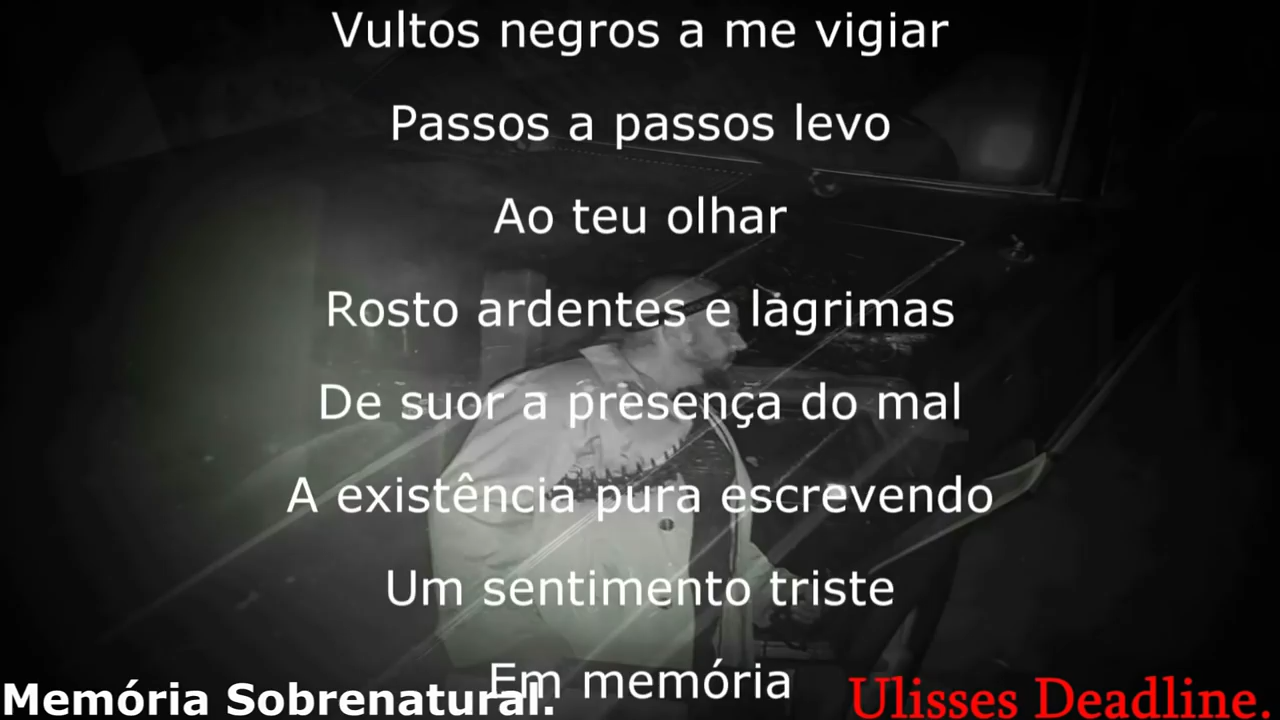 Vultos negros a me vigiar
Passos a passos levo
Ao teu olhar
Rosto ardentes e lagrimas
De suor a presença do mal
A existência pura escrevendo
Um sentimento triste
Em memória
Memória Sobrenatural.
Ulisses Deadline.